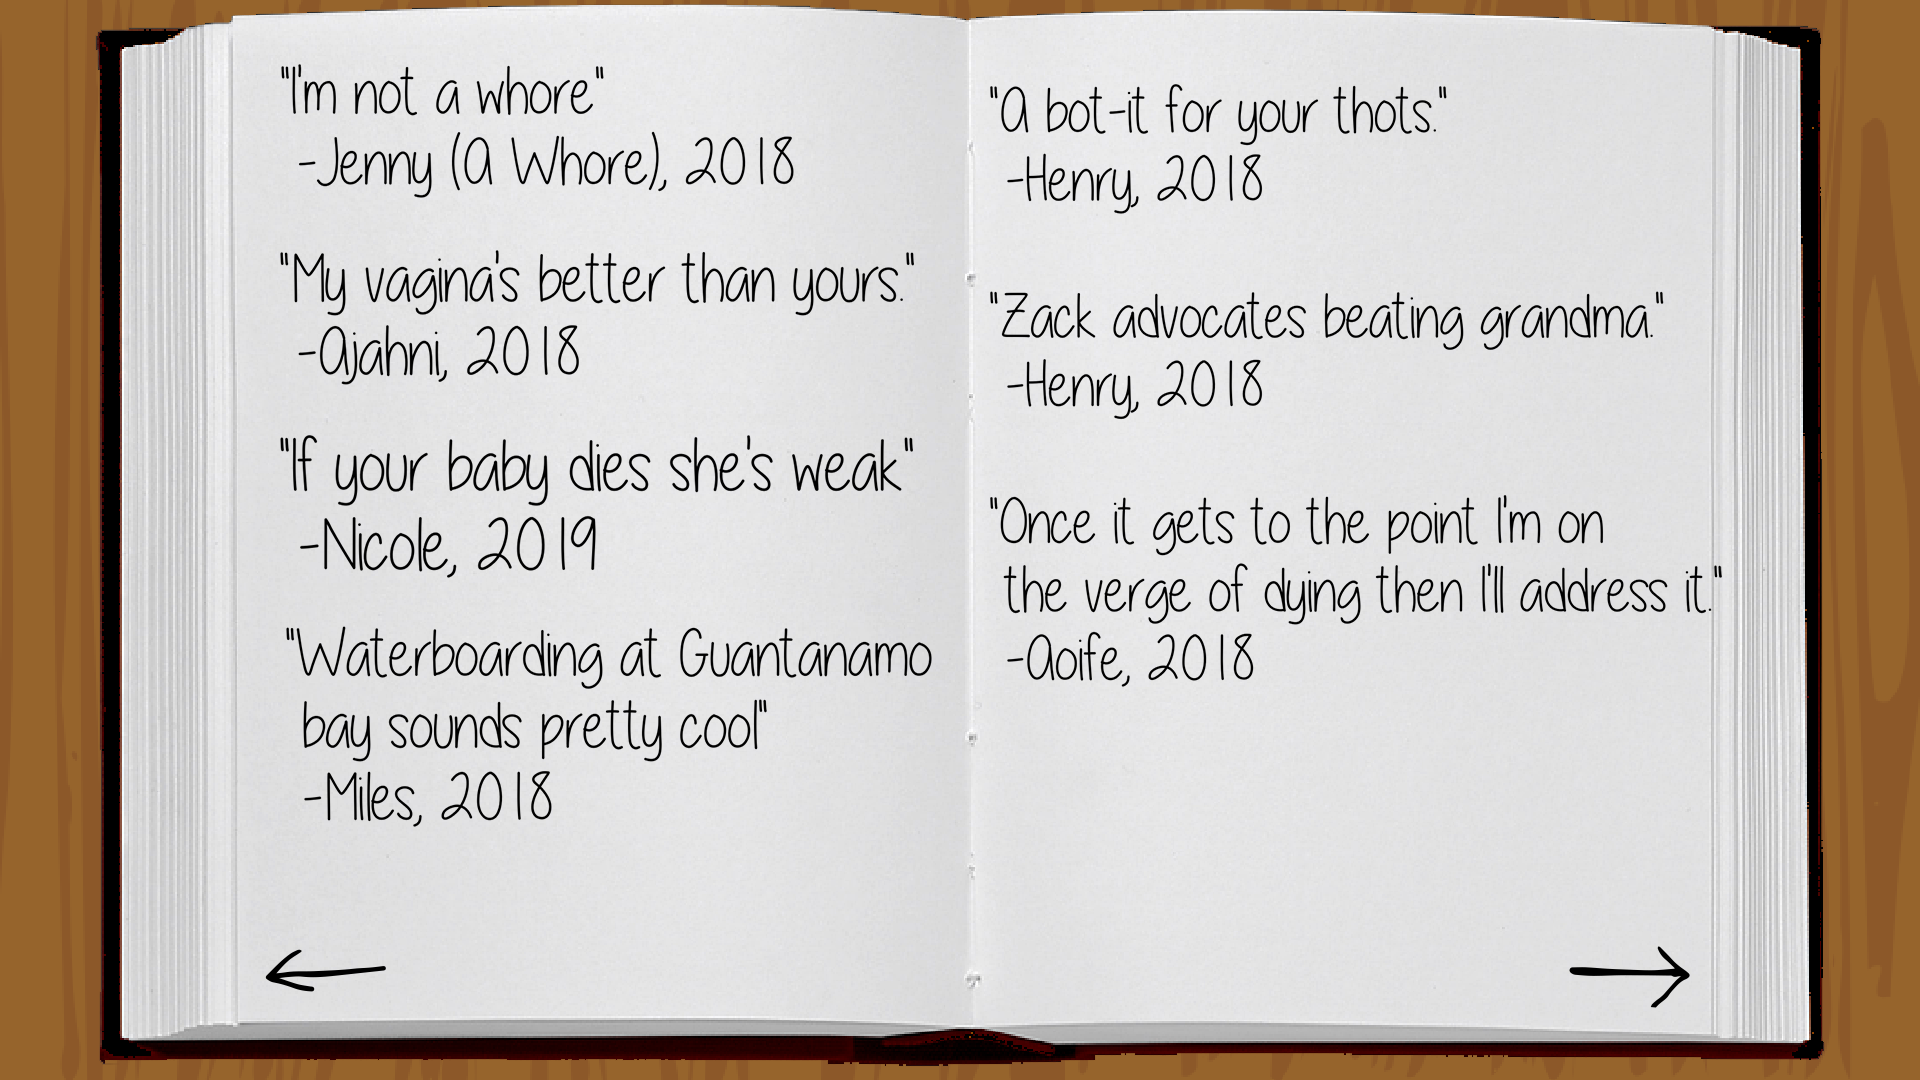 "I'm not a whore"
-Jenny (A Whore), 2018
"My vagina's better than yours."
-Ajahni, 2018
"If your baby dies she's weak"
-Nicole, 2019
"Waterboarding at Guantanamo
bay sounds pretty cool"
-Miles, 2018
"A bot-it for your thots."
-Henry, 2018
"Zack advocates beating grandma."
-Henry, 2018
"Once it gets to the point I'm on
the verge of dying then I'll address it."
-Aoife, 2018